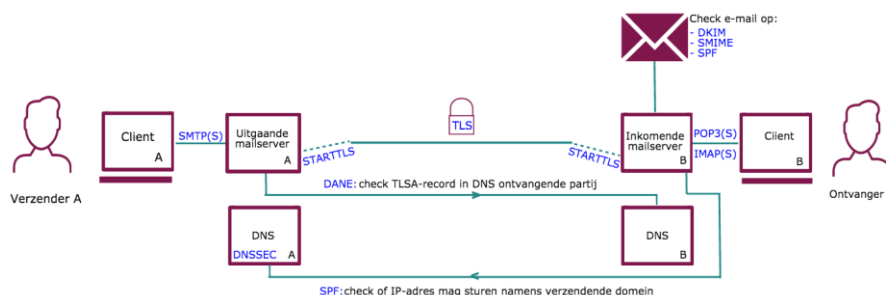 Check e-mail op:
- DKIM
- SMIME
- SPF
Client
A
SMTP(S)
Uitgaande
mailserver
A
STARTTLS
TLS
STARTTLS
Inkomende
mailserver
B
POP3(S)
IMAP(S)
Client
B
Verzender A
Ontvanger
DANE: check TLSA-record in DNS ontvangende partij
DNS
DNSSEC A
DNS
B
SPF: check of IP-adres mag sturen namens verzendende domein